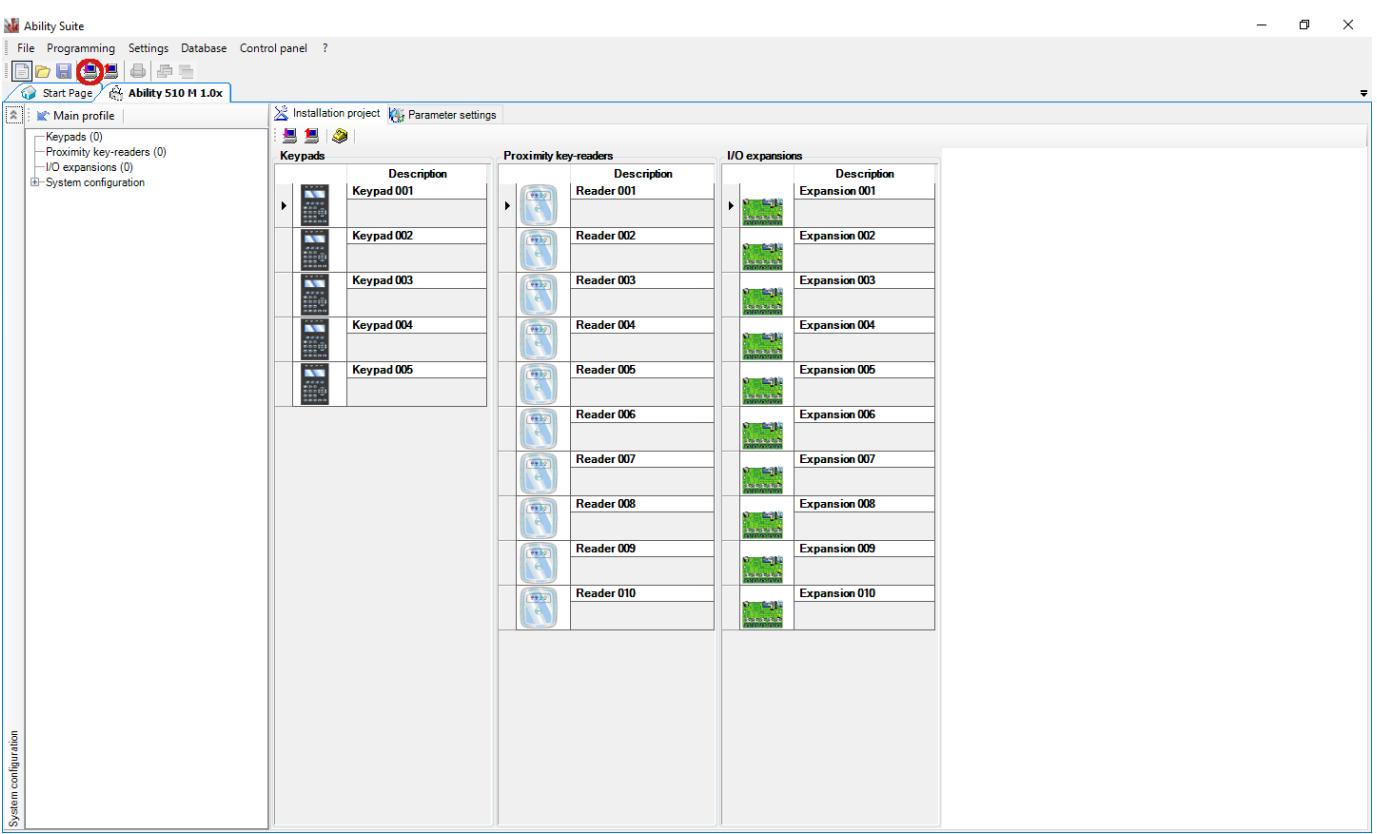 Ability Suite
File Programming Settings Database Control panel ?
Start Page Ability 510 M 1.0x
Main profile
Keypads (0)
Proximity key-readers (0)
I/O expansions (0)
System configuration
System configuration
Installation project Parameter settings
Keypads
Description
Keypad 001
Keypad 002
Keypad 003
Keypad 004
Keypad 005
Proximity key-readers
Description
Reader 001
Reader 002
Reader 003
Reader 004
Reader 005
Reader 006
Reader 007
Reader 008
Reader 009
Reader 010
I/O expansions
Description
Expansion 001
Expansion 002
Expansion 003
Expansion 004
Expansion 005
Expansion 006
Expansion 007
Expansion 008
Expansion 009
Expansion 010